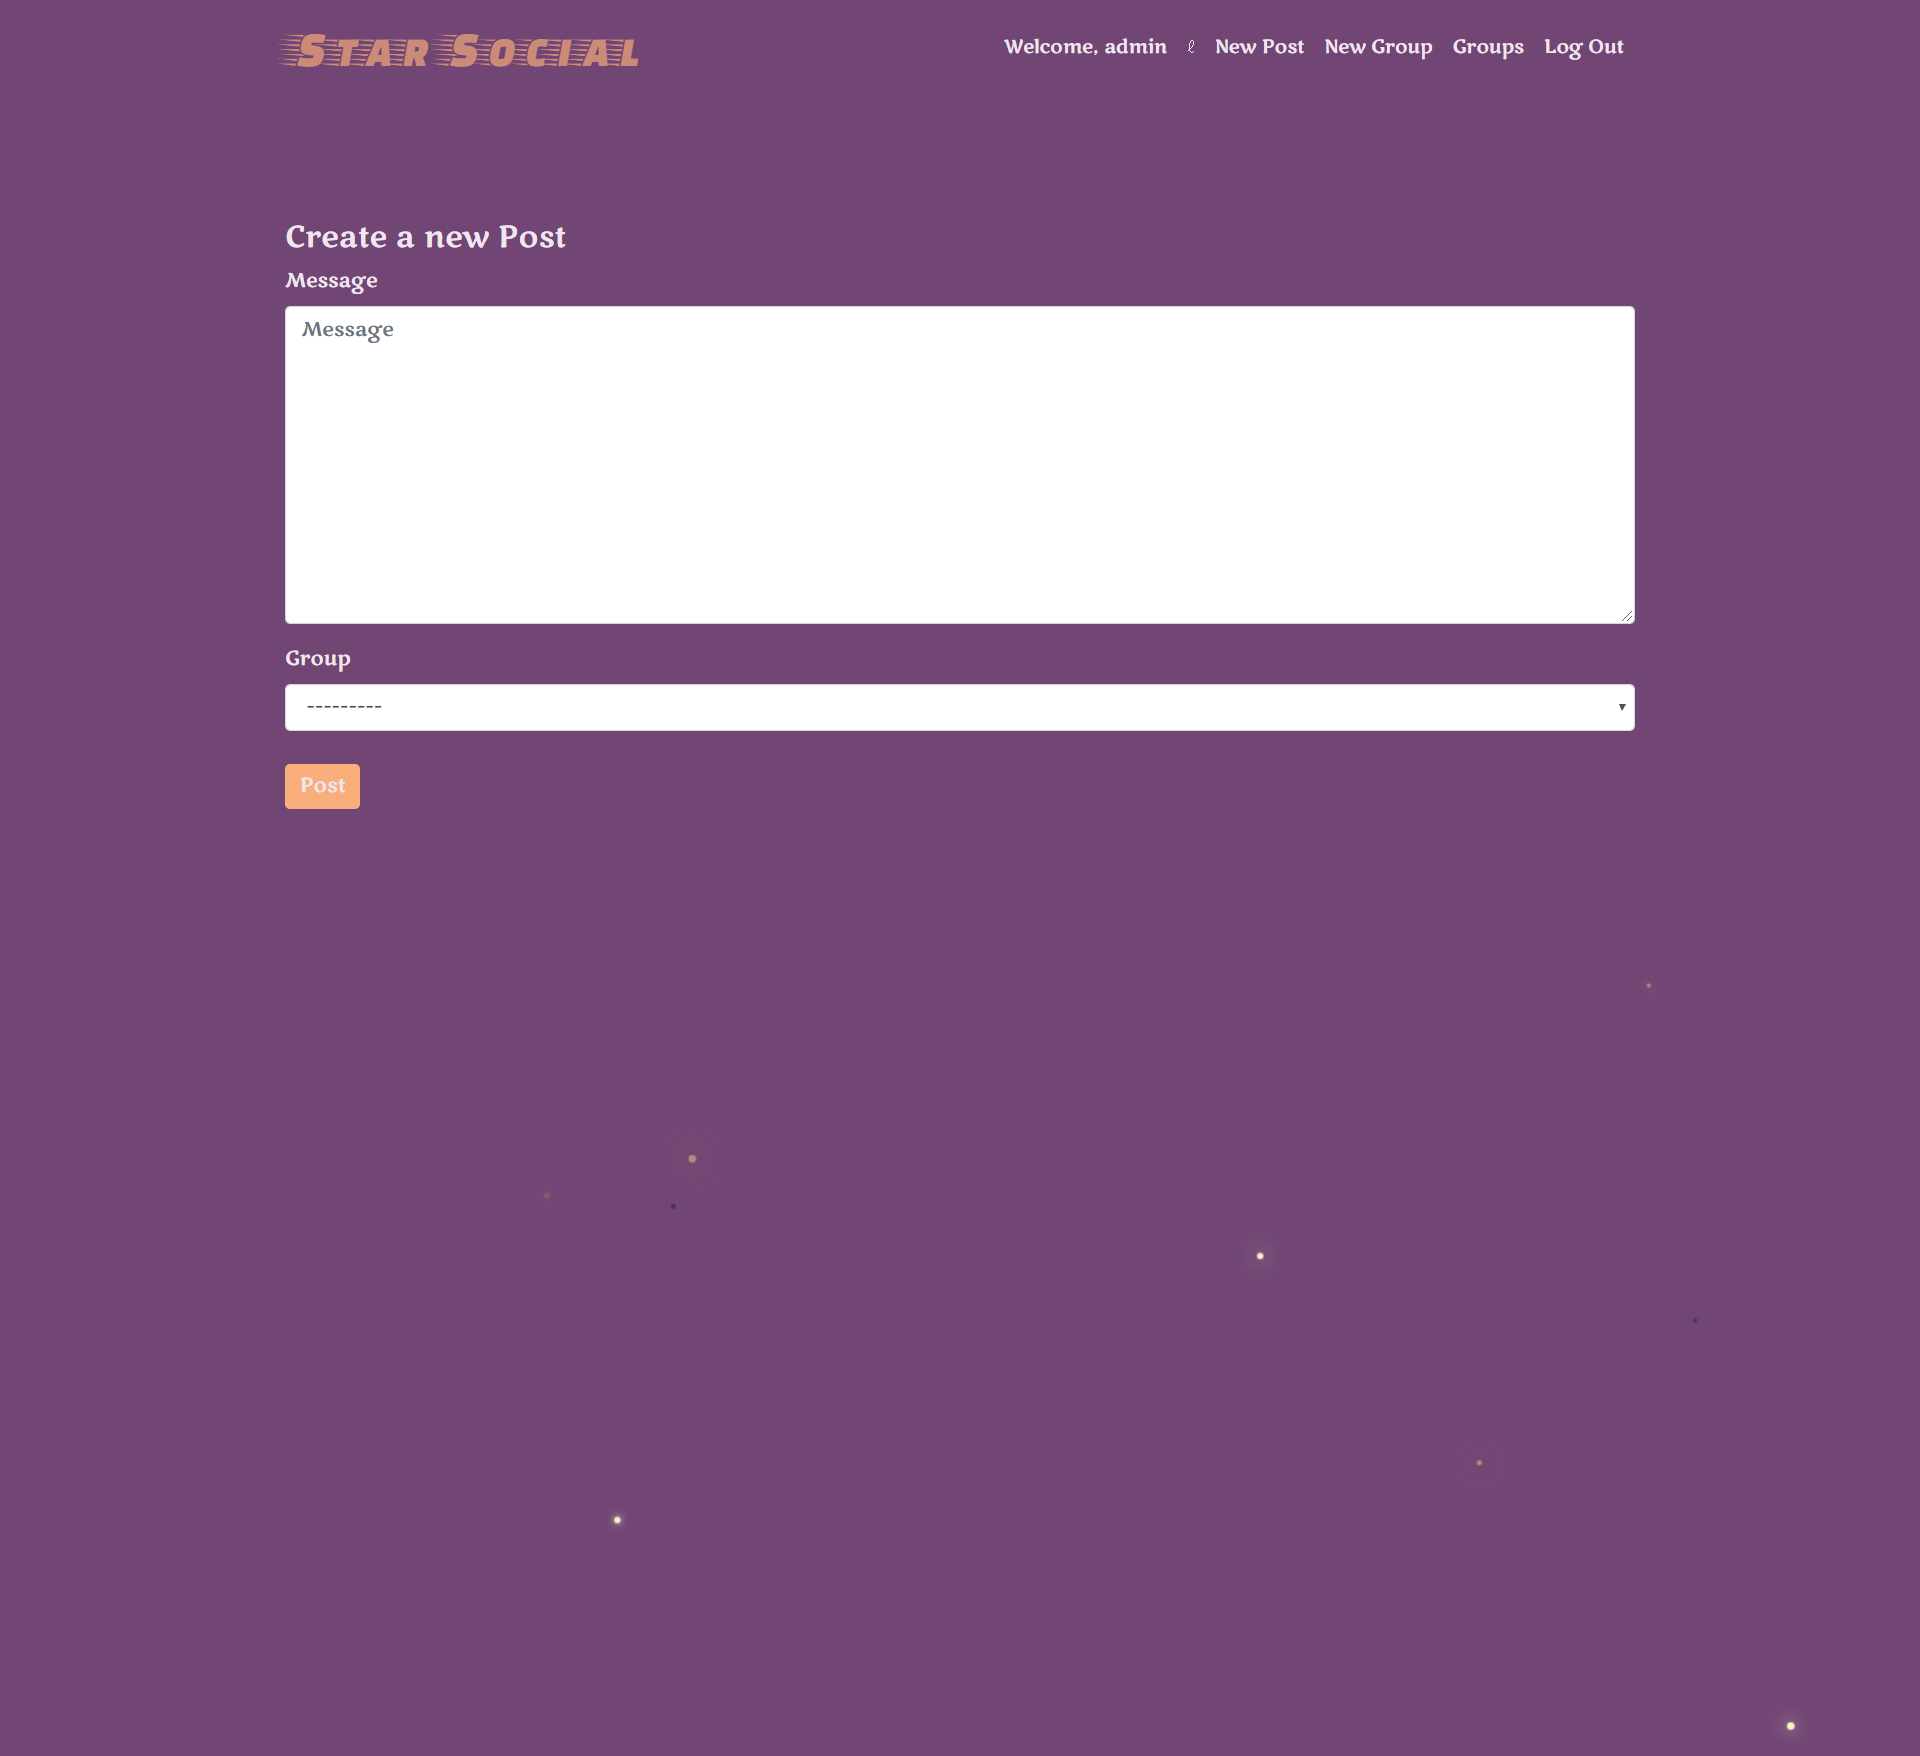 Star Social
Welcome, admin ℓ New Post New Group Groups Log Out
Create a new Post
Message
Message
Group
---------
Post